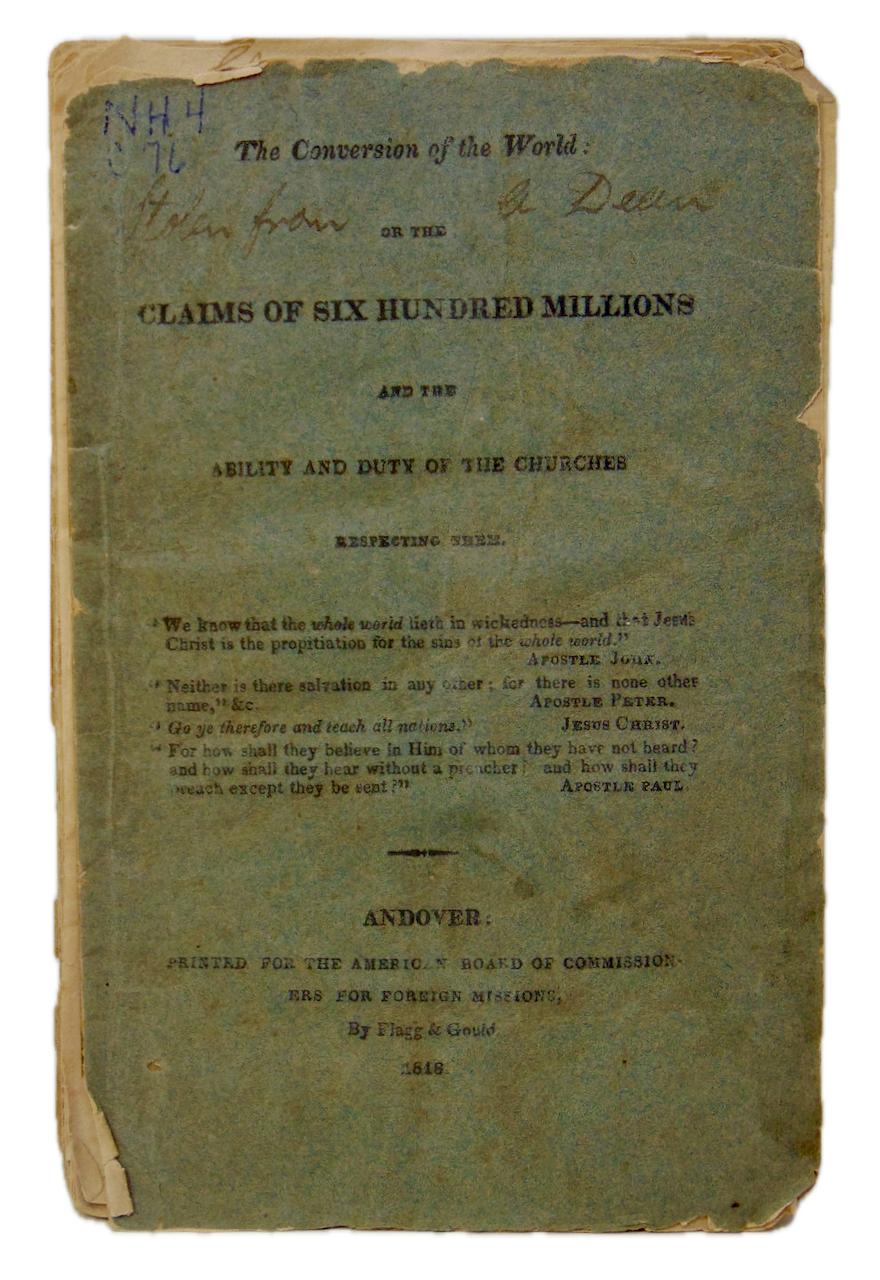 NH4
C76
The Conversion of the World:
Stolen from A Dean
OR THE
CLAIMS OF SIX HUNDRED MILLIONS
AND THE
ABILITY AND DUTY OF THE CHURCHES
RESPECTING THEM.
"We know that the whole world lieth in wickedness—and that Jesus
Christ is the propitiation for the sins of the whole world."
APOSTLE JOHN.
"Neither is there salvation in any other; for there is none other
name," &c. APOSTLE PETER.
"Go ye therefore and teach all nations." JESUS CHRIST.
"For how shall they believe in Him of whom they have not heard?
and how shall they hear without a preacher? and how shall they
preach except they be sent?" APOSTLE PAUL.
ANDOVER:
PRINTED FOR THE AMERICAN BOARD OF COMMISSION-
ERS FOR FOREIGN MISSIONS,
By Flagg & Gould
1818.